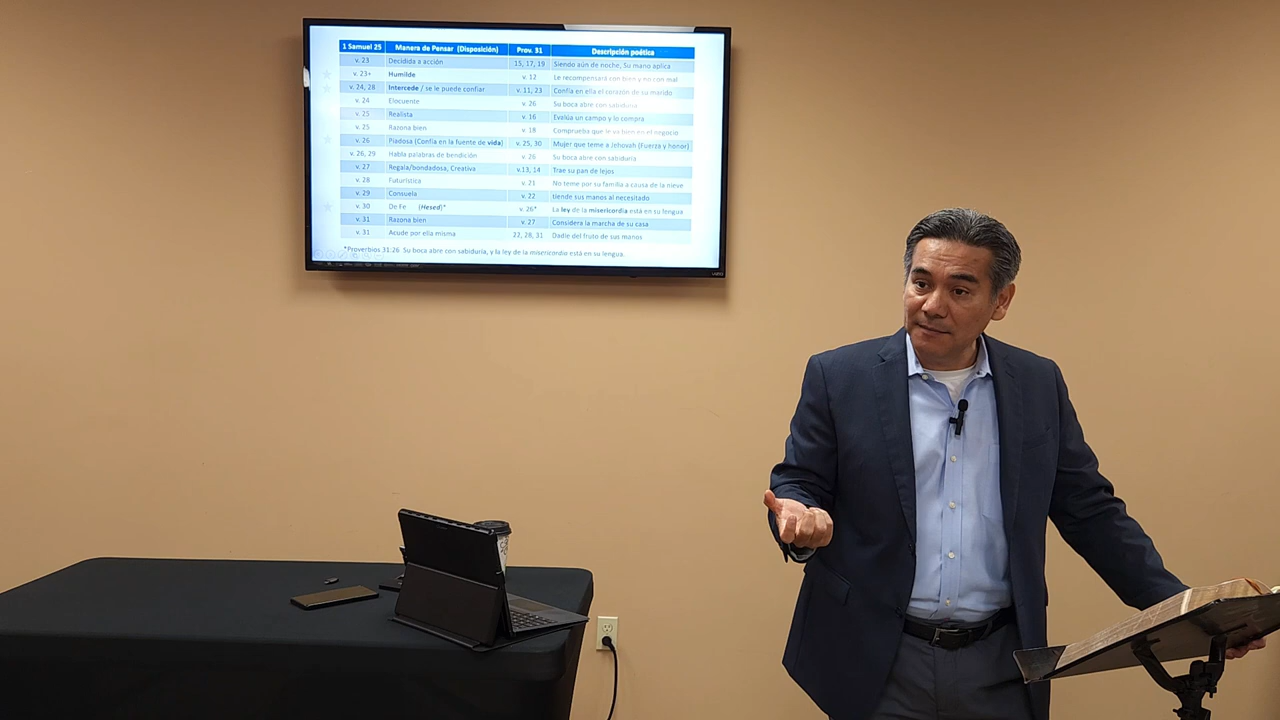 1 Samuel 25 Manera de Pensar (Disposición) Prov. 31 Descripción poética
v. 23 Decidida a acción 15, 17, 19 Siendo aún de noche, Su mano aplica
v. 23+ Humilde v. 12 Le recompensará con bien y no con mal
v. 24, 28 Intercede / se le puede confiar v. 11, 23 Confía en ella el corazón de su marido
v. 24 Elocuente v. 26 Su boca abre con sabiduría
v. 25 Realista v. 16 Evalúa un campo y lo compra
v. 25 Razona bien v. 18 Comprueba que le va bien en el negocio
v. 26 Piadosa (Confía en la fuente de vida) v. 25, 30 Mujer que teme a Jehovah (Fuerza y honor)
v. 26, 29 Habla palabras de bendición v. 26 Su boca abre con sabiduría
v. 27 Regala/bondadosa, Creativa v.13, 14 Trae su pan de lejos
v. 28 Futurística v. 21 No teme por su familia a causa de la nieve
v. 29 Consuela v. 22 tiende sus manos al necesitado
v. 30 De Fe (Hesed)* v. 26* La ley de la misericordia está en su lengua
v. 31 Razona bien v. 27 Considera la marcha de su casa
v. 31 Acude por ella misma 22, 28, 31 Dadle del fruto de sus manos
*Proverbios 31:26 Su boca abre con sabiduría, y la ley de la misericordia está en su lengua.
VIZIO